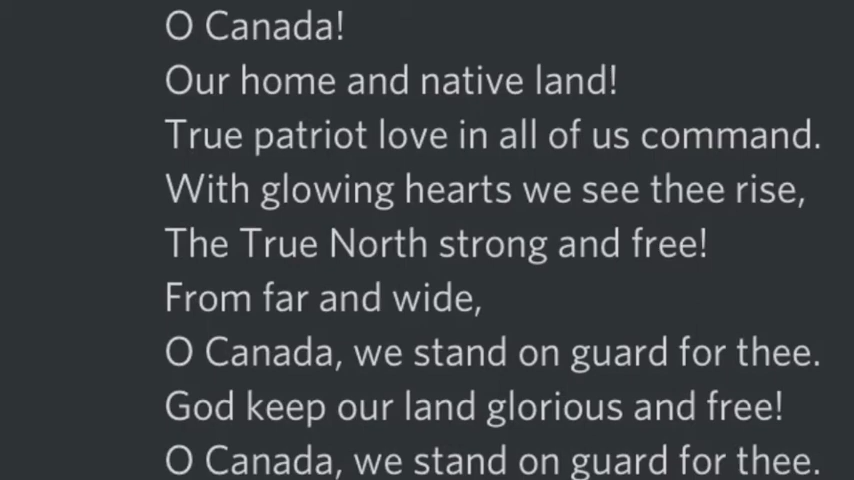 O Canada!
Our home and native land!
True patriot love in all of us command.
With glowing hearts we see thee rise,
The True North strong and free!
From far and wide,
O Canada, we stand on guard for thee.
God keep our land glorious and free!
O Canada, we stand on guard for thee.